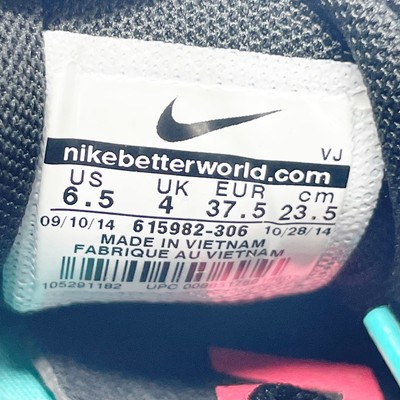 VJ
nikebetterworld.com
US UK EUR cm
6.5 4 37.5 23.5
09/10/14 615982-306 10/28/14
MADE IN VIETNAM
FABRIQUE AU VIETNAM
105291182 UPC